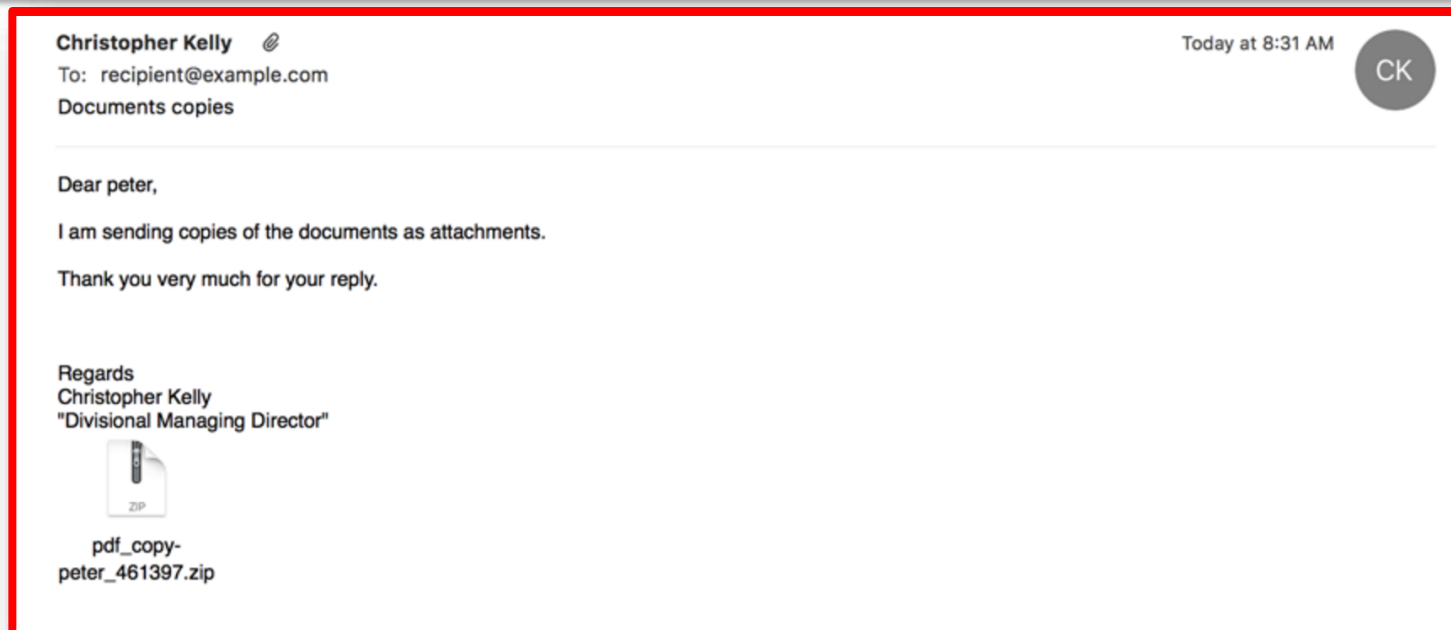 Christopher Kelly
Today at 8:31 AM
CK
To: recipient@example.com
Documents copies
Dear peter,
I am sending copies of the documents as attachments.
Thank you very much for your reply.
Regards
Christopher Kelly
"Divisional Managing Director"
ZIP
pdf_copy-
peter_461397.zip